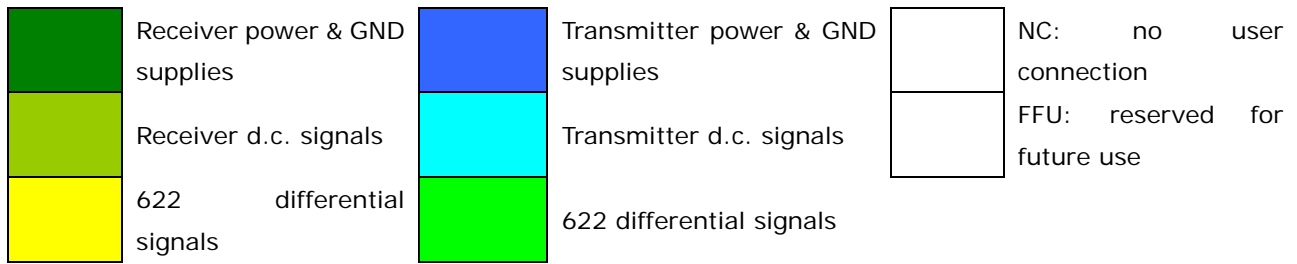 Receiver power & GND
supplies
Receiver d.c. signals
622 differential
signals
Transmitter power & GND
supplies
Transmitter d.c. signals
622 differential signals
NC: no user
connection
FFU: reserved for
future use